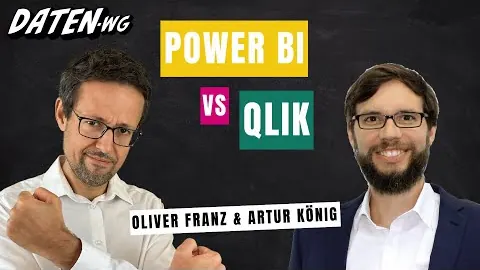 DATEN-WG
POWER BI
VS
QLIK
OLIVER FRANZ & ARTUR KÖNIG